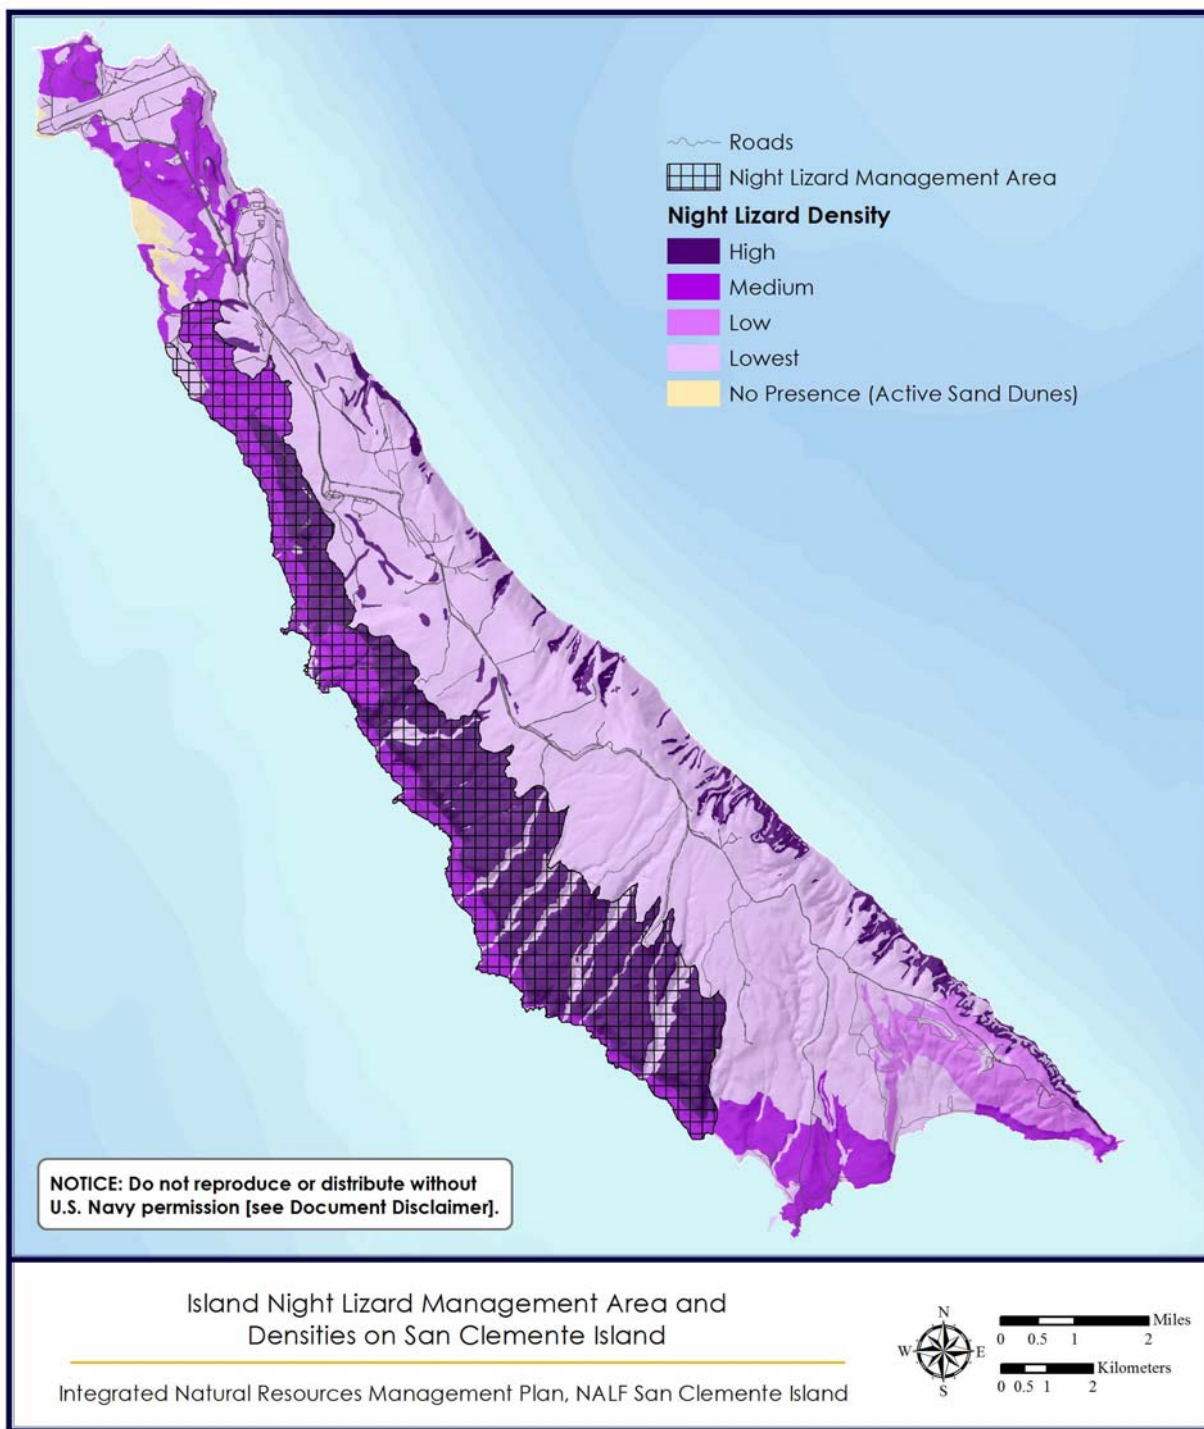 Roads
Night Lizard Management Area
Night Lizard Density
High
Medium
Low
Lowest
No Presence (Active Sand Dunes)
NOTICE: Do not reproduce or distribute without
U.S. Navy permission [see Document Disclaimer].
Island Night Lizard Management Area and
Densities on San Clemente Island
Integrated Natural Resources Management Plan, NALF San Clemente Island
N
W E
S
Miles
0 0.5 1 2
Kilometers
0 0.5 1 2